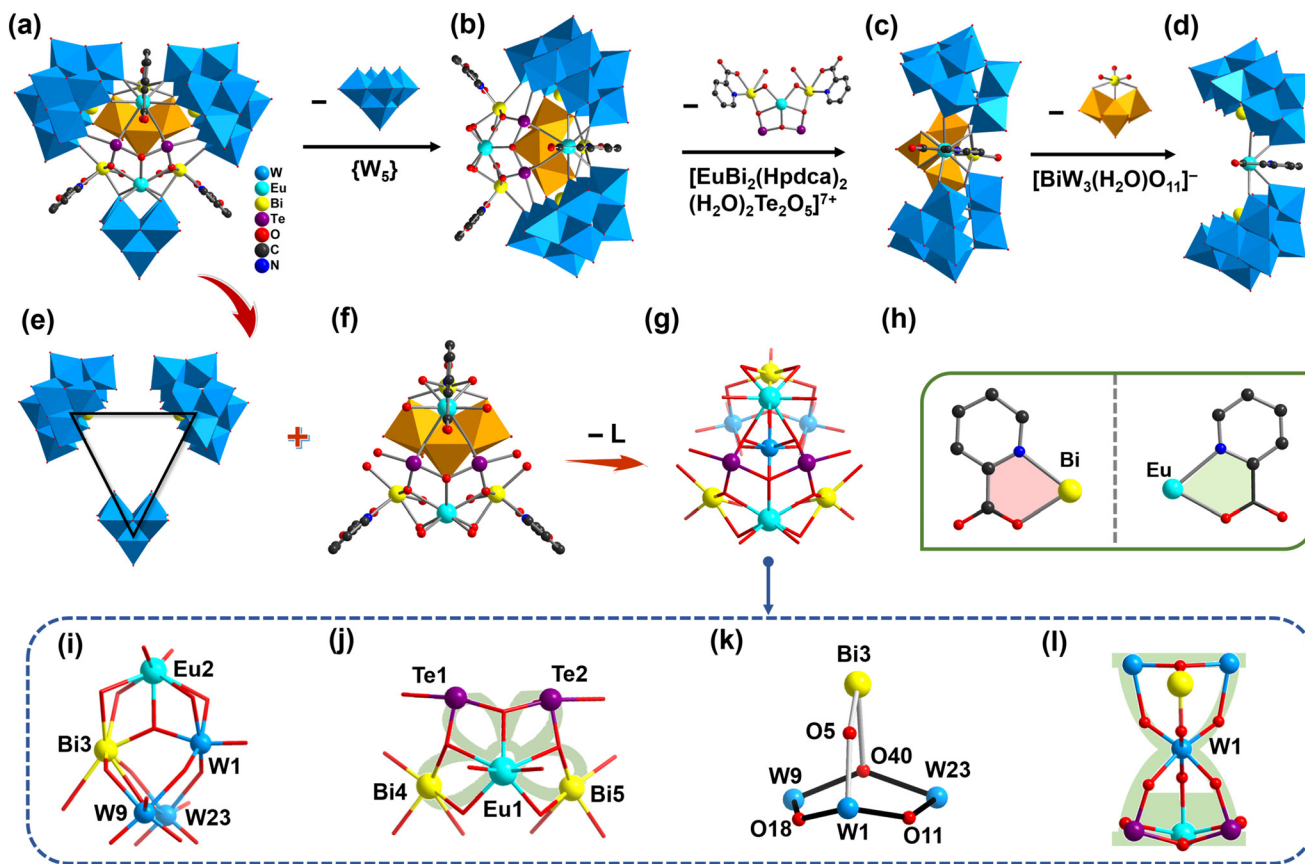 (a)
(b)
(c)
(d)
−
{W₅}
−
[EuBi₂(Hpdca)₂
(H₂O)₂Te₂O₅]⁷⁺
−
[BiW₃(H₂O)O₁₁]⁻
W
Eu
Bi
Te
O
C
N
(e)
+
(f)
− L
(g)
(h)
Bi
Eu
(i)
Eu2
Bi3
W1
W9
W23
(j)
Te1
Te2
Bi4
Eu1
Bi5
(k)
Bi3
O5
O40
W9
W23
O18
W1
O11
(l)
W1